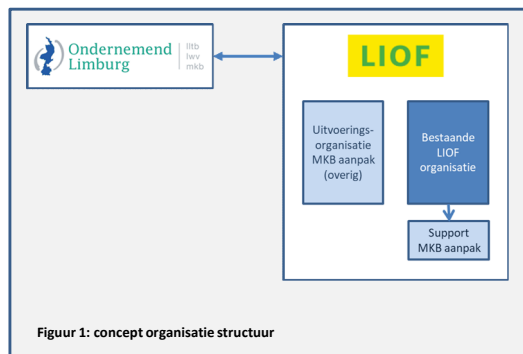 Ondernemend
Limburg
lltb
lwv
mkb
LIOF
Uitvoerings-
organisatie
MKB aanpak
(overig)
Bestaande
LIOF
organisatie
Support
MKB aanpak
Figuur 1: concept organisatie structuur